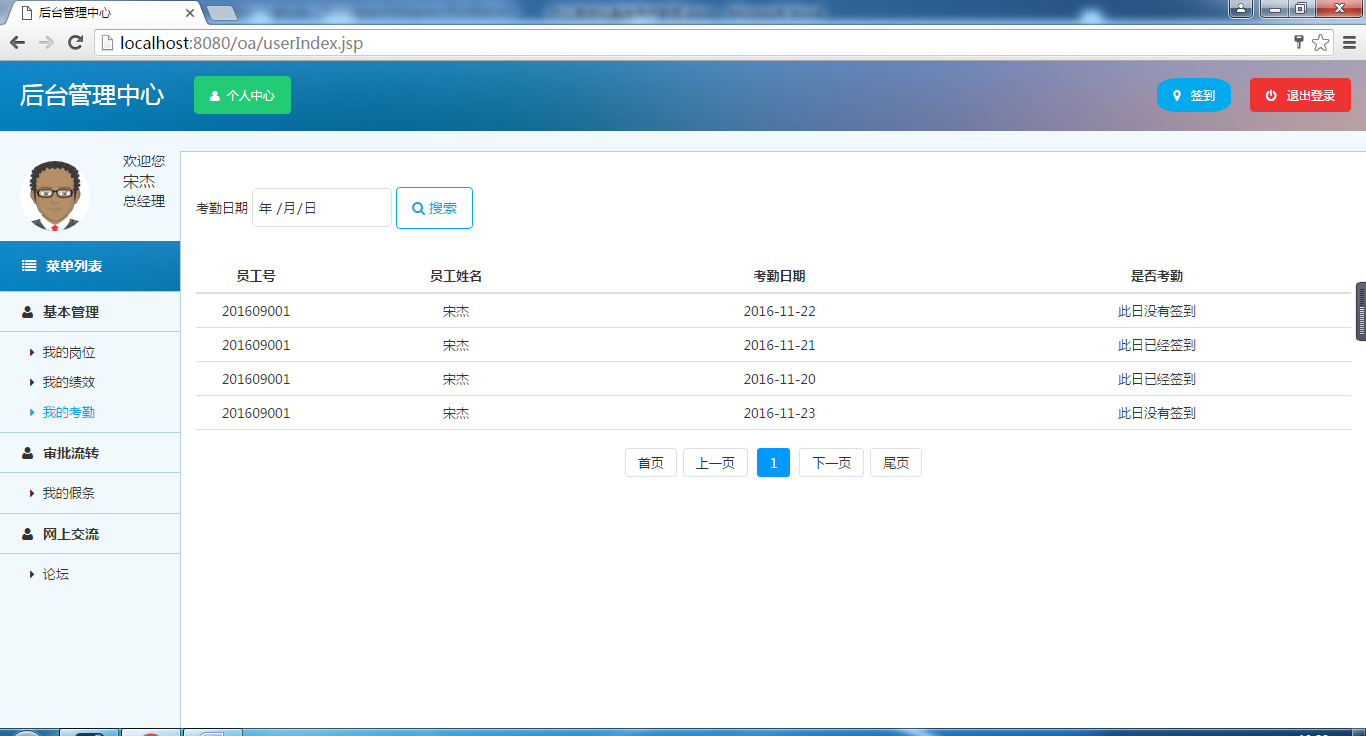 后台管理中心
localhost:8080/oa/userIndex.jsp
后台管理中心 个人中心 签到 退出登录
欢迎您
宋杰
总经理
菜单列表
基本管理
我的岗位
我的绩效
我的考勤
审批流转
我的假条
网上交流
论坛
考勤日期 年 /月/日 搜索
员工号 员工姓名 考勤日期 是否考勤
201609001 宋杰 2016-11-22 此日没有签到
201609001 宋杰 2016-11-21 此日已经签到
201609001 宋杰 2016-11-20 此日已经签到
201609001 宋杰 2016-11-23 此日没有签到
首页 上一页 1 下一页 尾页